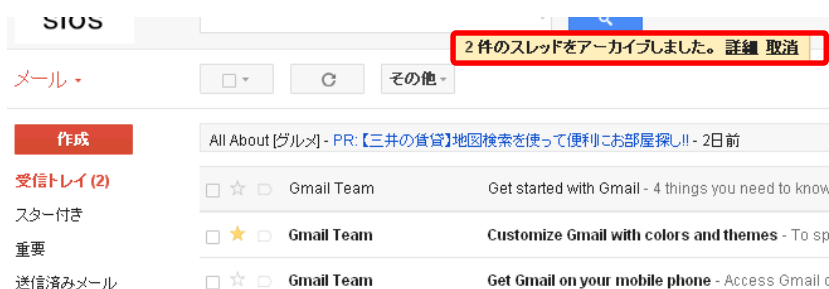 SIOS
2 件のスレッドをアーカイブしました。 詳細 取消
メール
その他
作成
All About [グルメ] - PR: 【三井の賃貸】地図検索を使って便利にお部屋探し!! - 2日前
受信トレイ (2)
Gmail Team Get started with Gmail - 4 things you need to know
スター付き
Gmail Team Customize Gmail with colors and themes - To sp
重要
送信済みメール
Gmail Team Get Gmail on your mobile phone - Access Gmail